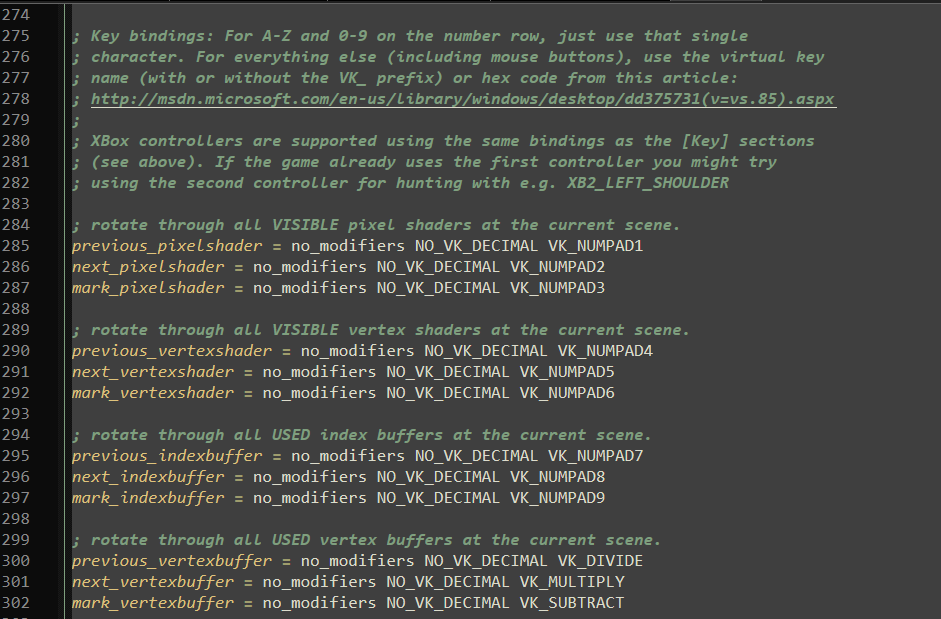 274
275 ; Key bindings: For A-Z and 0-9 on the number row, just use that single
276 ; character. For everything else (including mouse buttons), use the virtual key
277 ; name (with or without the VK_ prefix) or hex code from this article:
278 ; http://msdn.microsoft.com/en-us/library/windows/desktop/dd375731(v=vs.85).aspx
279 ;
280 ; XBox controllers are supported using the same bindings as the [Key] sections
281 ; (see above). If the game already uses the first controller you might try
282 ; using the second controller for hunting with e.g. XB2_LEFT_SHOULDER
283
284 ; rotate through all VISIBLE pixel shaders at the current scene.
285 previous_pixelshader = no_modifiers NO_VK_DECIMAL VK_NUMPAD1
286 next_pixelshader = no_modifiers NO_VK_DECIMAL VK_NUMPAD2
287 mark_pixelshader = no_modifiers NO_VK_DECIMAL VK_NUMPAD3
288
289 ; rotate through all VISIBLE vertex shaders at the current scene.
290 previous_vertexshader = no_modifiers NO_VK_DECIMAL VK_NUMPAD4
291 next_vertexshader = no_modifiers NO_VK_DECIMAL VK_NUMPAD5
292 mark_vertexshader = no_modifiers NO_VK_DECIMAL VK_NUMPAD6
293
294 ; rotate through all USED index buffers at the current scene.
295 previous_indexbuffer = no_modifiers NO_VK_DECIMAL VK_NUMPAD7
296 next_indexbuffer = no_modifiers NO_VK_DECIMAL VK_NUMPAD8
297 mark_indexbuffer = no_modifiers NO_VK_DECIMAL VK_NUMPAD9
298
299 ; rotate through all USED vertex buffers at the current scene.
300 previous_vertexbuffer = no_modifiers NO_VK_DECIMAL VK_DIVIDE
301 next_vertexbuffer = no_modifiers NO_VK_DECIMAL VK_MULTIPLY
302 mark_vertexbuffer = no_modifiers NO_VK_DECIMAL VK_SUBTRACT